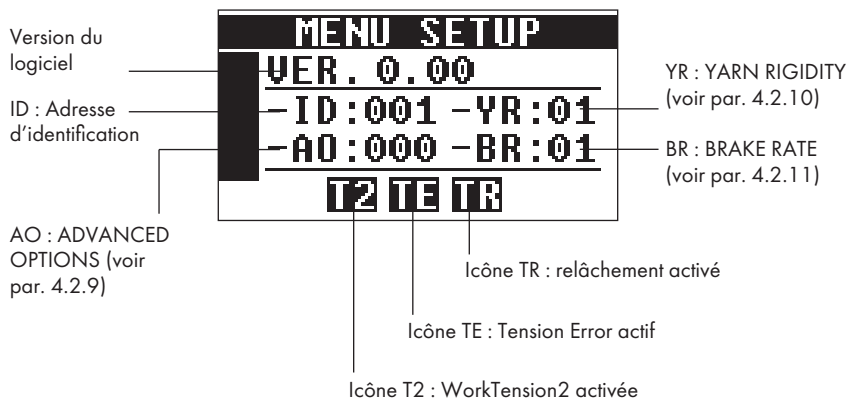 MENU SETUP
Version du
logiciel
VER. 0.00
YR : YARN RIGIDITY
(voir par. 4.2.10)
ID : Adresse
d’identification
-ID:001 -YR:01
-AO:000 -BR:01
BR : BRAKE RATE
(voir par. 4.2.11)
T2 TE TR
AO : ADVANCED
OPTIONS (voir
par. 4.2.9)
Icône TR : relâchement activé
Icône TE : Tension Error actif
Icône T2 : WorkTension2 activée